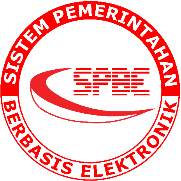 SISTEM PEMERINTAHAN
SPBE
BERBASIS ELEKTRONIK